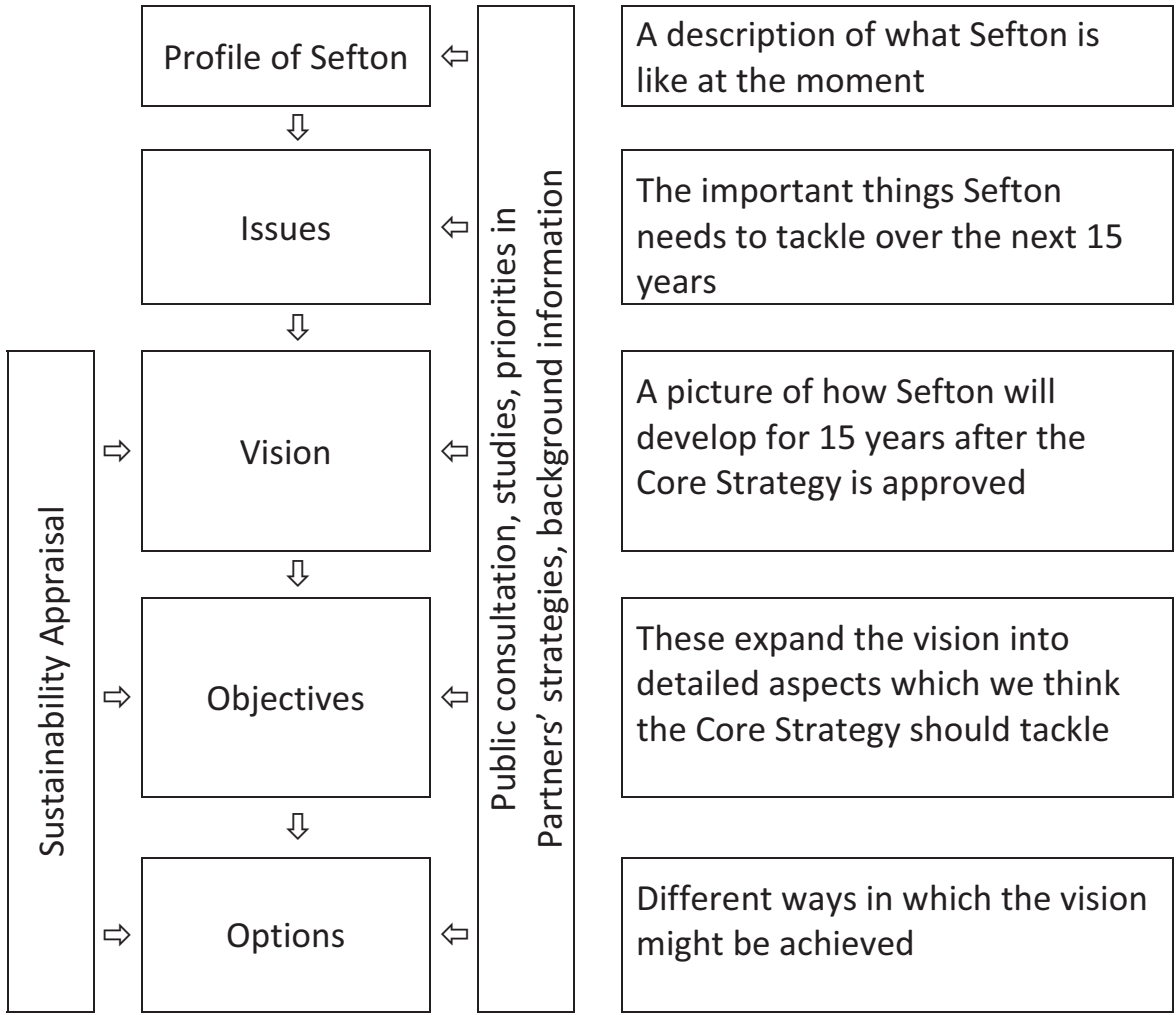 Profile of Sefton
A description of what Sefton is
like at the moment
Issues
The important things Sefton
needs to tackle over the next 15
years
Vision
A picture of how Sefton will
develop for 15 years after the
Core Strategy is approved
Objectives
These expand the vision into
detailed aspects which we think
the Core Strategy should tackle
Options
Different ways in which the vision
might be achieved
Sustainability Appraisal
Public consultation, studies, priorities in
Partners’ strategies, background information